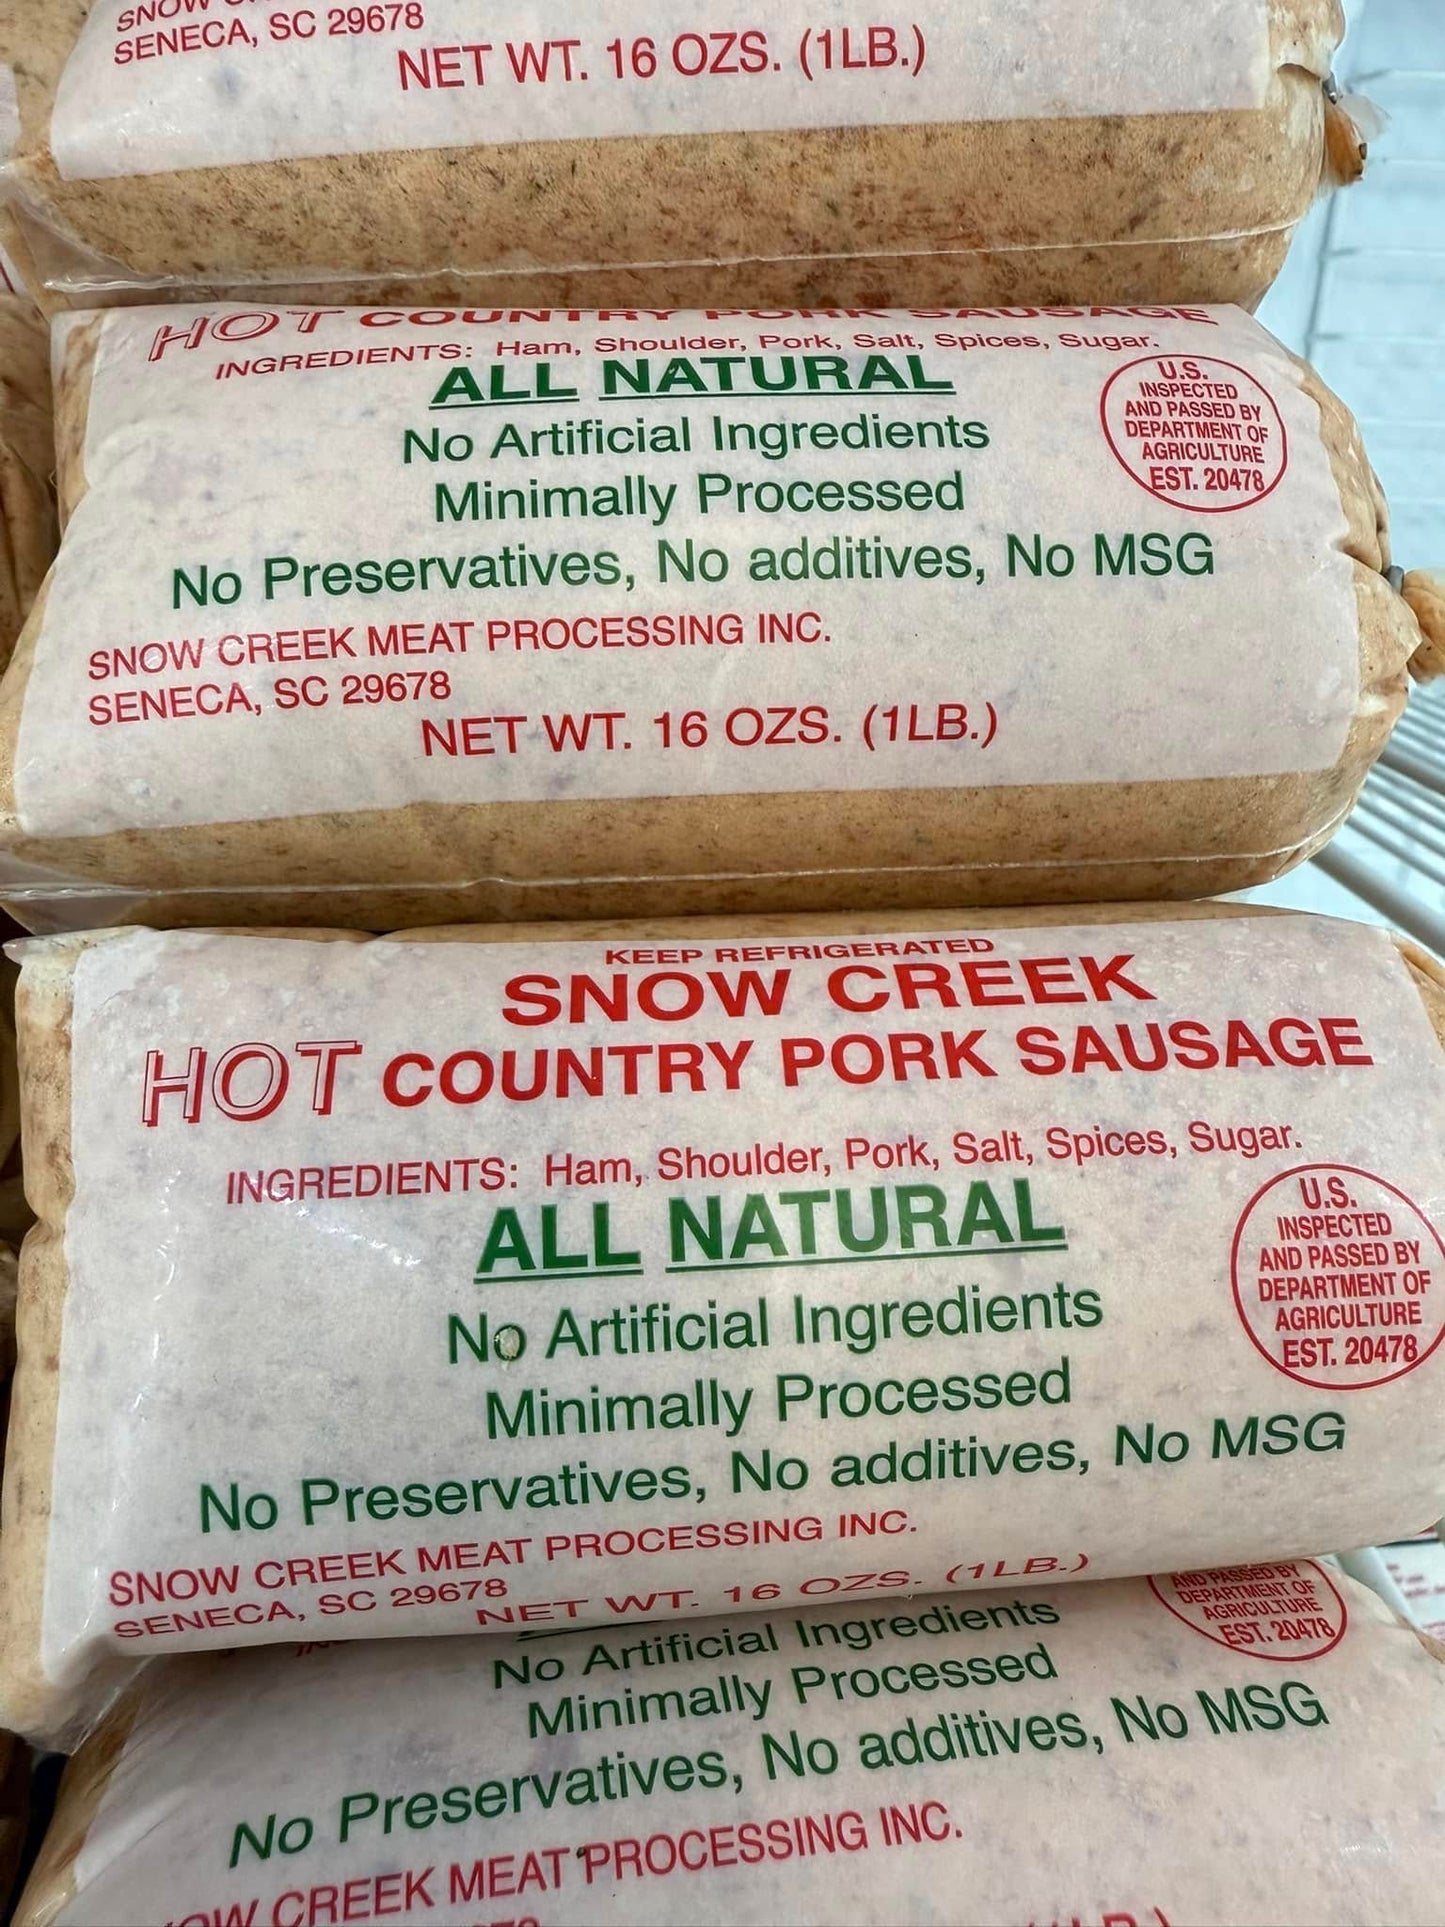 SENECA, SC 29678
NET WT. 16 OZS. (1LB.)
HOT COUNTRY PORK SAUSAGE
INGREDIENTS: Ham, Shoulder, Pork, Salt, Spices, Sugar.
ALL NATURAL
No Artificial Ingredients
Minimally Processed
No Preservatives, No additives, No MSG
U.S.
INSPECTED
AND PASSED BY
DEPARTMENT OF
AGRICULTURE
EST. 20478
SNOW CREEK MEAT PROCESSING INC.
SENECA, SC 29678
NET WT. 16 OZS. (1LB.)
KEEP REFRIGERATED
SNOW CREEK
HOT COUNTRY PORK SAUSAGE
INGREDIENTS: Ham, Shoulder, Pork, Salt, Spices, Sugar.
ALL NATURAL
No Artificial Ingredients
Minimally Processed
No Preservatives, No additives, No MSG
U.S.
INSPECTED
AND PASSED BY
DEPARTMENT OF
AGRICULTURE
EST. 20478
SNOW CREEK MEAT PROCESSING INC.
SENECA, SC 29678
NET WT. 16 OZS. (1LB.)
No Artificial Ingredients
Minimally Processed
No Preservatives, No additives, No MSG
AND PASSED BY
DEPARTMENT OF
AGRICULTURE
EST. 20478
CREEK MEAT PROCESSING INC.